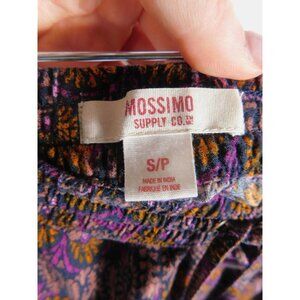 MOSSIMO
SUPPLY CO.
S/P
MADE IN INDIA
FABRIQUÉ EN INDE